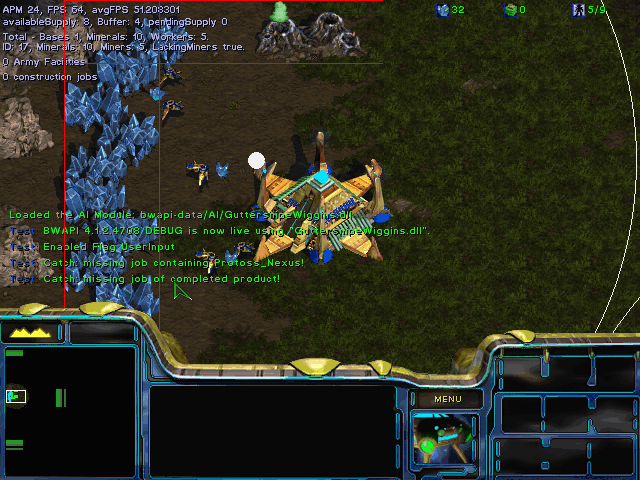 APM 24, FPS 64, avgFPS 51.208301
32
0
5/9
availableSupply: 8, Buffer: 4, pendingSupply 0
Total - Bases 1, Minerals: 10, Workers: 5.
ID: 17, Minerals: 10, Miners: 5, LackingMiners true.
0 Army Facilities
0 construction jobs
Loaded the AI Module: bwapi-data/AI/GuttersnipeWiggins.dll
Test: BWAPI 4.1.2.4708/DEBUG is now live using "GuttersnipeWiggins.dll".
Test: Enabled Flag UserInput
Test: Catch: missing job containing Protoss_Nexus!
Test: Catch: missing job of completed product!
MENU